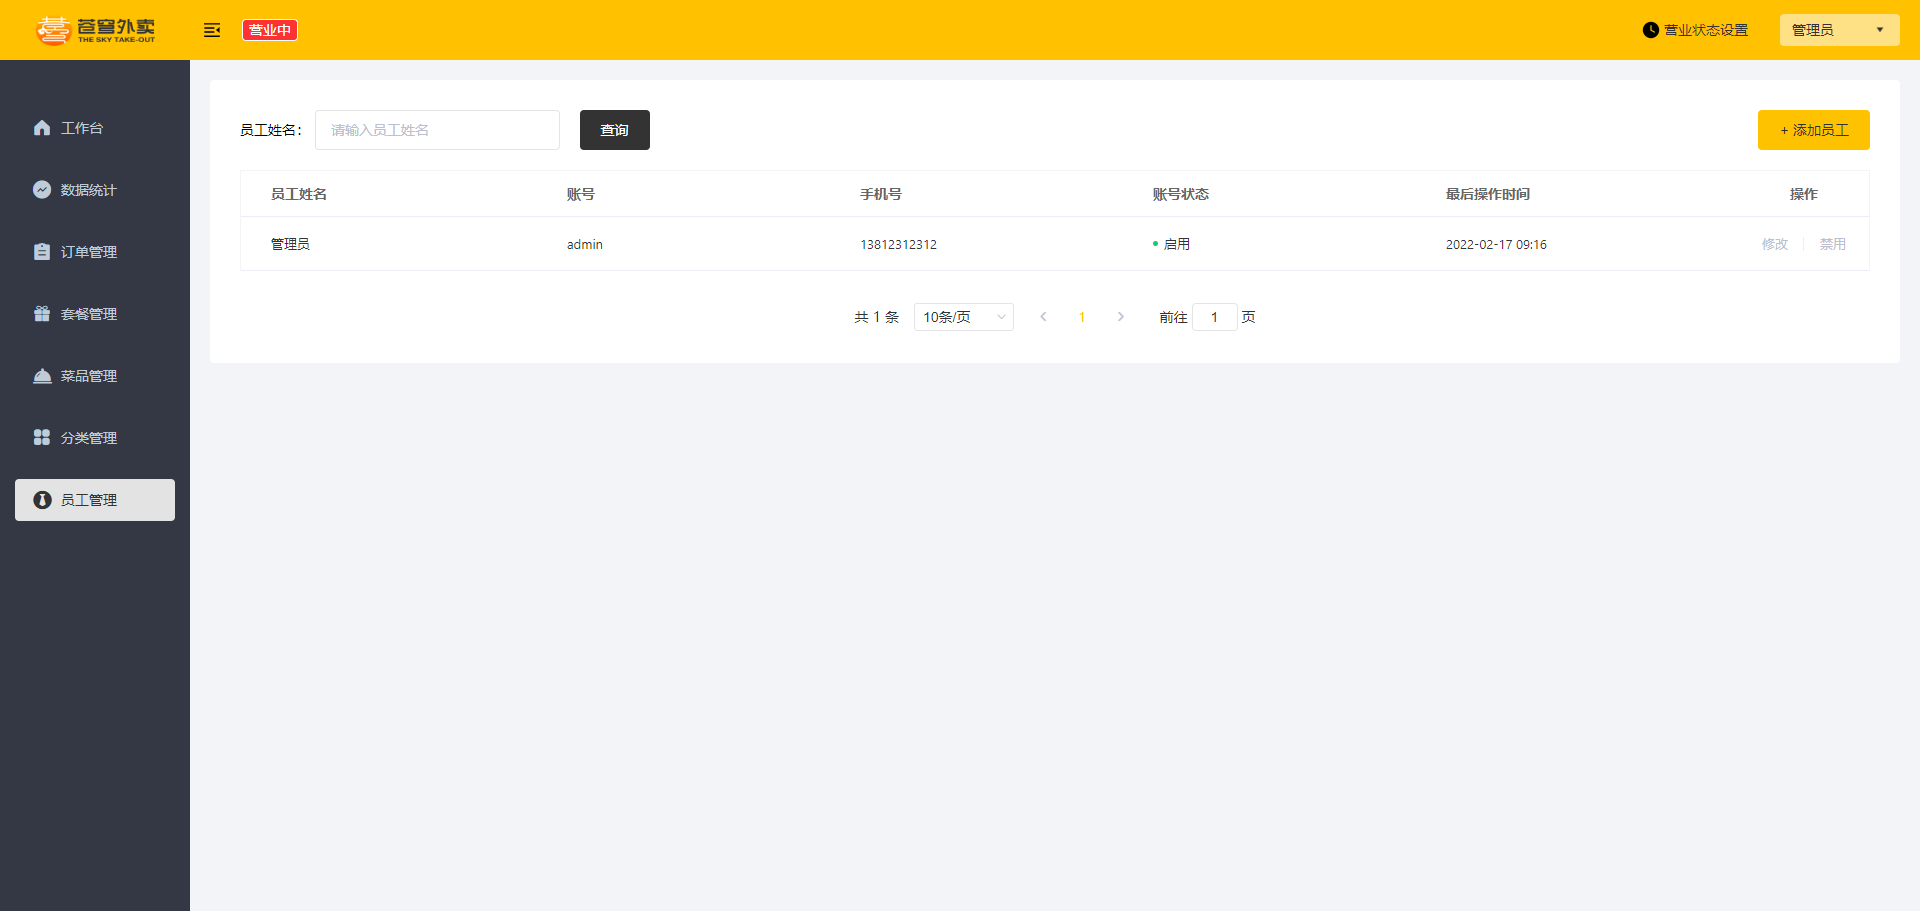 苍穹外卖
THE SKY TAKE-OUT
营业中
营业状态设置
管理员
工作台
数据统计
订单管理
套餐管理
菜品管理
分类管理
员工管理
员工姓名： 请输入员工姓名 查询 + 添加员工
员工姓名 账号 手机号 账号状态 最后操作时间 操作
管理员 admin 13812312312 启用 2022-02-17 09:16 修改 禁用
共 1 条 10条/页 1 前往 1 页